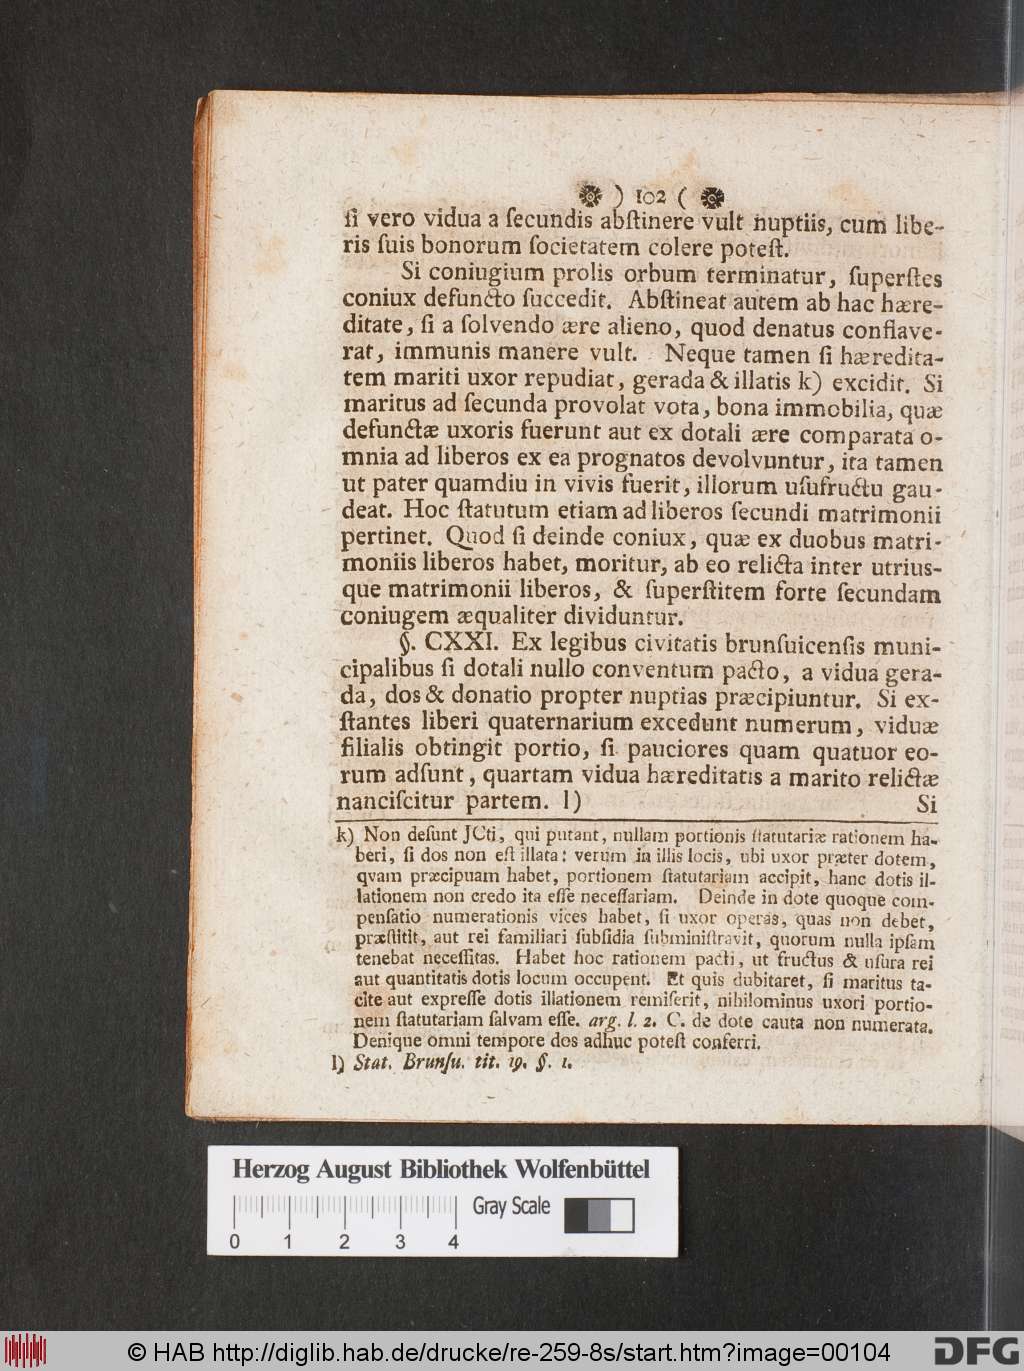 ) 102 (
ſi vero vidua a ſecundis abſtinere vult nuptiis, cum libe-
ris ſuis bonorum ſocietatem colere poteſt.
Si coniugium prolis orbum terminatur, ſuperſtes
coniux defuncto ſuccedit. Abſtineat autem ab hac hære-
ditate, ſi a ſolvendo ære alieno, quod denatus conflave-
rat, immunis manere vult. Neque tamen ſi hæredita-
tem mariti uxor repudiat, gerada & illatis k) excidit. Si
maritus ad ſecunda provolat vota, bona immobilia, quæ
defunctæ uxoris fuerunt aut ex dotali ære comparata o-
mnia ad liberos ex ea prognatos devolvuntur, ita tamen
ut pater quamdiu in vivis fuerit, illorum uſufructu gau-
deat. Hoc ſtatutum etiam ad liberos ſecundi matrimonii
pertinet. Quod ſi deinde coniux, quæ ex duobus matri-
moniis liberos habet, moritur, ab eo relicta inter utrius-
que matrimonii liberos, & ſuperſtitem forte ſecundam
coniugem æqualiter dividuntur.
§. CXXI. Ex legibus civitatis brunſuicenſis muni-
cipalibus ſi dotali nullo conventum pacto, a vidua gera-
da, dos & donatio propter nuptias præcipiuntur. Si ex-
ſtantes liberi quaternarium excedunt numerum, viduæ
filialis obtingit portio, ſi pauciores quam quatuor eo-
rum adſunt, quartam vidua hæreditatis a marito relictæ
nanciſcitur partem. l)
Si
k) Non deſunt JCti, qui putant, nullam portionis ſtatutariæ rationem ha-
beri, ſi dos non eſt illata: verum in illis locis, ubi uxor præter dotem,
qvam præcipuam habet, portionem ſtatutariam accipit, hanc dotis il-
lationem non credo ita eſſe neceſſariam. Deinde in dote quoque com-
penſatio numerationis vices habet, ſi uxor operas, quas non debet,
præſtitit, aut rei familiari ſubſidia ſubminiſtravit, quorum nulla ipſam
tenebat neceſſitas. Habet hoc rationem pacti, ut fructus & uſura rei
aut quantitatis dotis locum occupent. Et quis dubitaret, ſi maritus ta-
cite aut expreſſe dotis illationem remiſerit, nihilominus uxori portio-
nem ſtatutariam ſalvam eſſe. arg. l. 2. C. de dote cauta non numerata.
Denique omni tempore dos adhuc poteſt conferri.
l) Stat. Brunſu. tit. 19. §. 1.
Herzog August Bibliothek Wolfenbüttel
Gray Scale
0 1 2 3 4
© HAB http://diglib.hab.de/drucke/re-259-8s/start.htm?image=00104
DFG